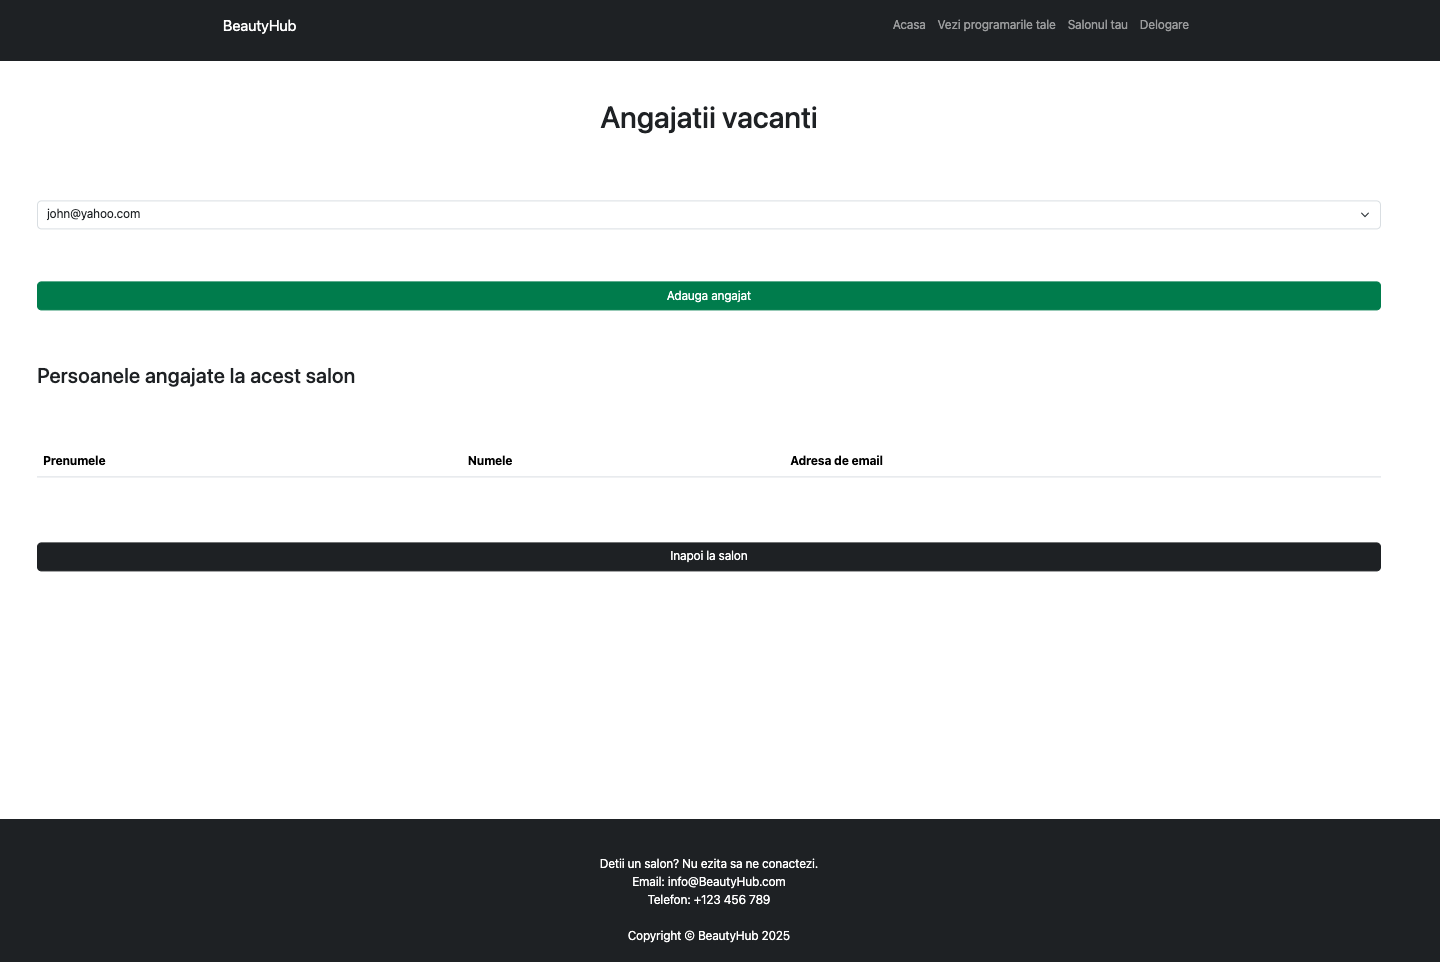 BeautyHub
Acasa Vezi programarile tale Salonul tau Delogare
Angajatii vacanti
john@yahoo.com
Adauga angajat
Persoanele angajate la acest salon
Prenumele Numele Adresa de email
Inapoi la salon
Detii un salon? Nu ezita sa ne conactezi.
Email: info@BeautyHub.com
Telefon: +123 456 789
Copyright © BeautyHub 2025